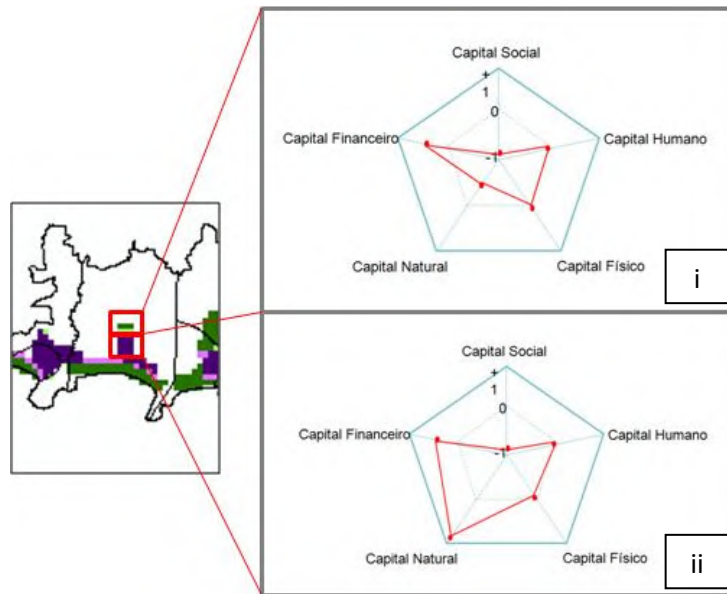 Capital Social
+
1
0
Capital Financeiro
Capital Humano
-1
Capital Natural
Capital Físico
i
Capital Social
+
1
0
Capital Financeiro
Capital Humano
-1
Capital Natural
Capital Físico
ii